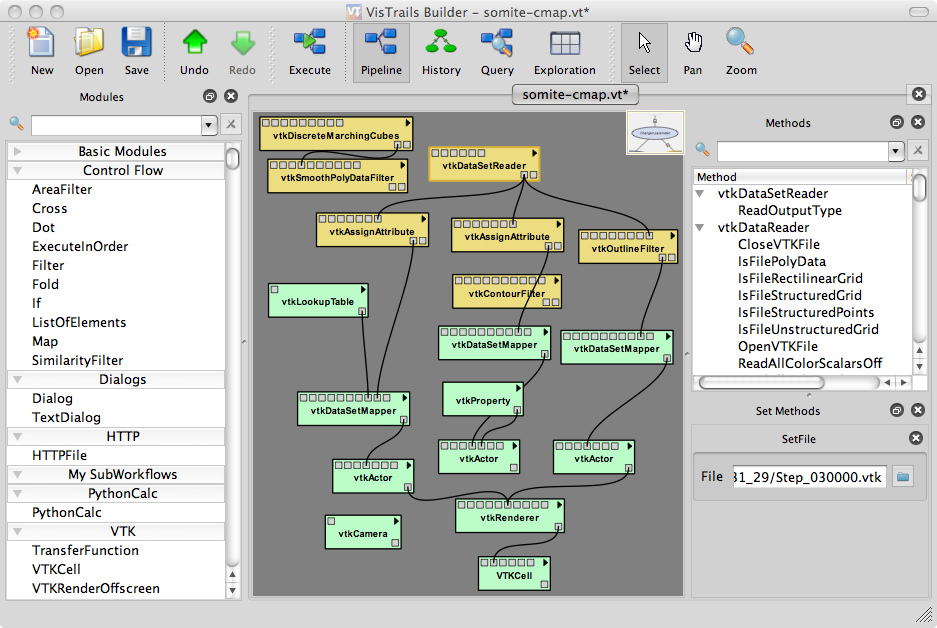 VT VisTrails Builder – somite-cmap.vt*
New Open Save Undo Redo Execute Pipeline History Query Exploration Select Pan Zoom
Modules
Basic Modules
Control Flow
AreaFilter
Cross
Dot
ExecuteInOrder
Filter
Fold
If
ListOfElements
Map
SimilarityFilter
Dialogs
Dialog
TextDialog
HTTP
HTTPFile
My SubWorkflows
PythonCalc
PythonCalc
VTK
TransferFunction
VTKCell
VTKRenderOffscreen
somite-cmap.vt*
vtkDiscreteMarchingCubes
vtkSmoothPolyDataFilter
vtkDataSetReader
vtkAssignAttribute
vtkAssignAttribute
vtkOutlineFilter
vtkLookupTable
vtkContourFilter
vtkDataSetMapper
vtkDataSetMapper
vtkProperty
vtkDataSetMapper
vtkActor
vtkActor
vtkActor
vtkRenderer
vtkCamera
VTKCell
Methods
Method
vtkDataSetReader
ReadOutputType
vtkDataReader
CloseVTKFile
IsFilePolyData
IsFileRectilinearGrid
IsFileStructuredGrid
IsFileStructuredPoints
IsFileUnstructuredGrid
OpenVTKFile
ReadAllColorScalarsOff
Set Methods
SetFile
File 31_29/Step_030000.vtk